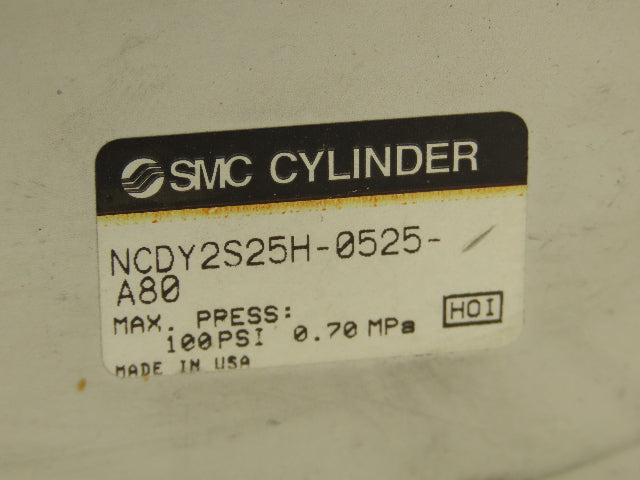 SMC CYLINDER
NCDY2S25H-0525-
A80
MAX. PRESS:
100PSI 0.70 MPa
HOI
MADE IN USA